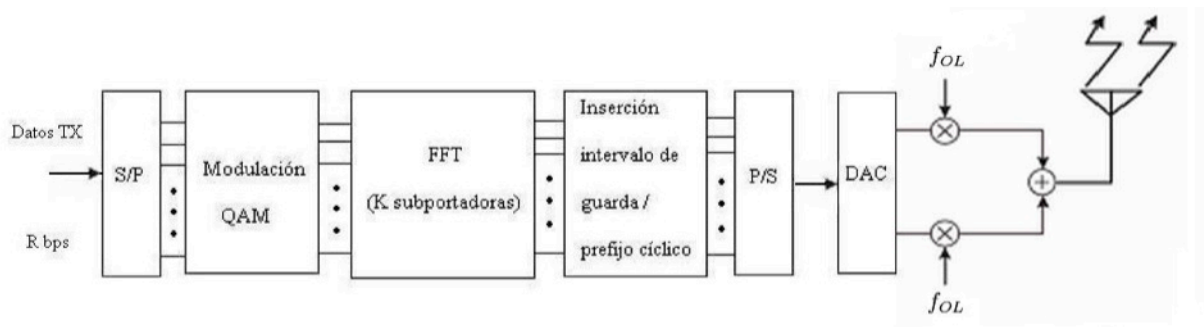 Datos TX
R bps
S/P
Modulación
QAM
FFT
(K subportadoras)
Inserción
intervalo de
guarda /
prefijo cíclico
P/S
DAC
fOL
fOL